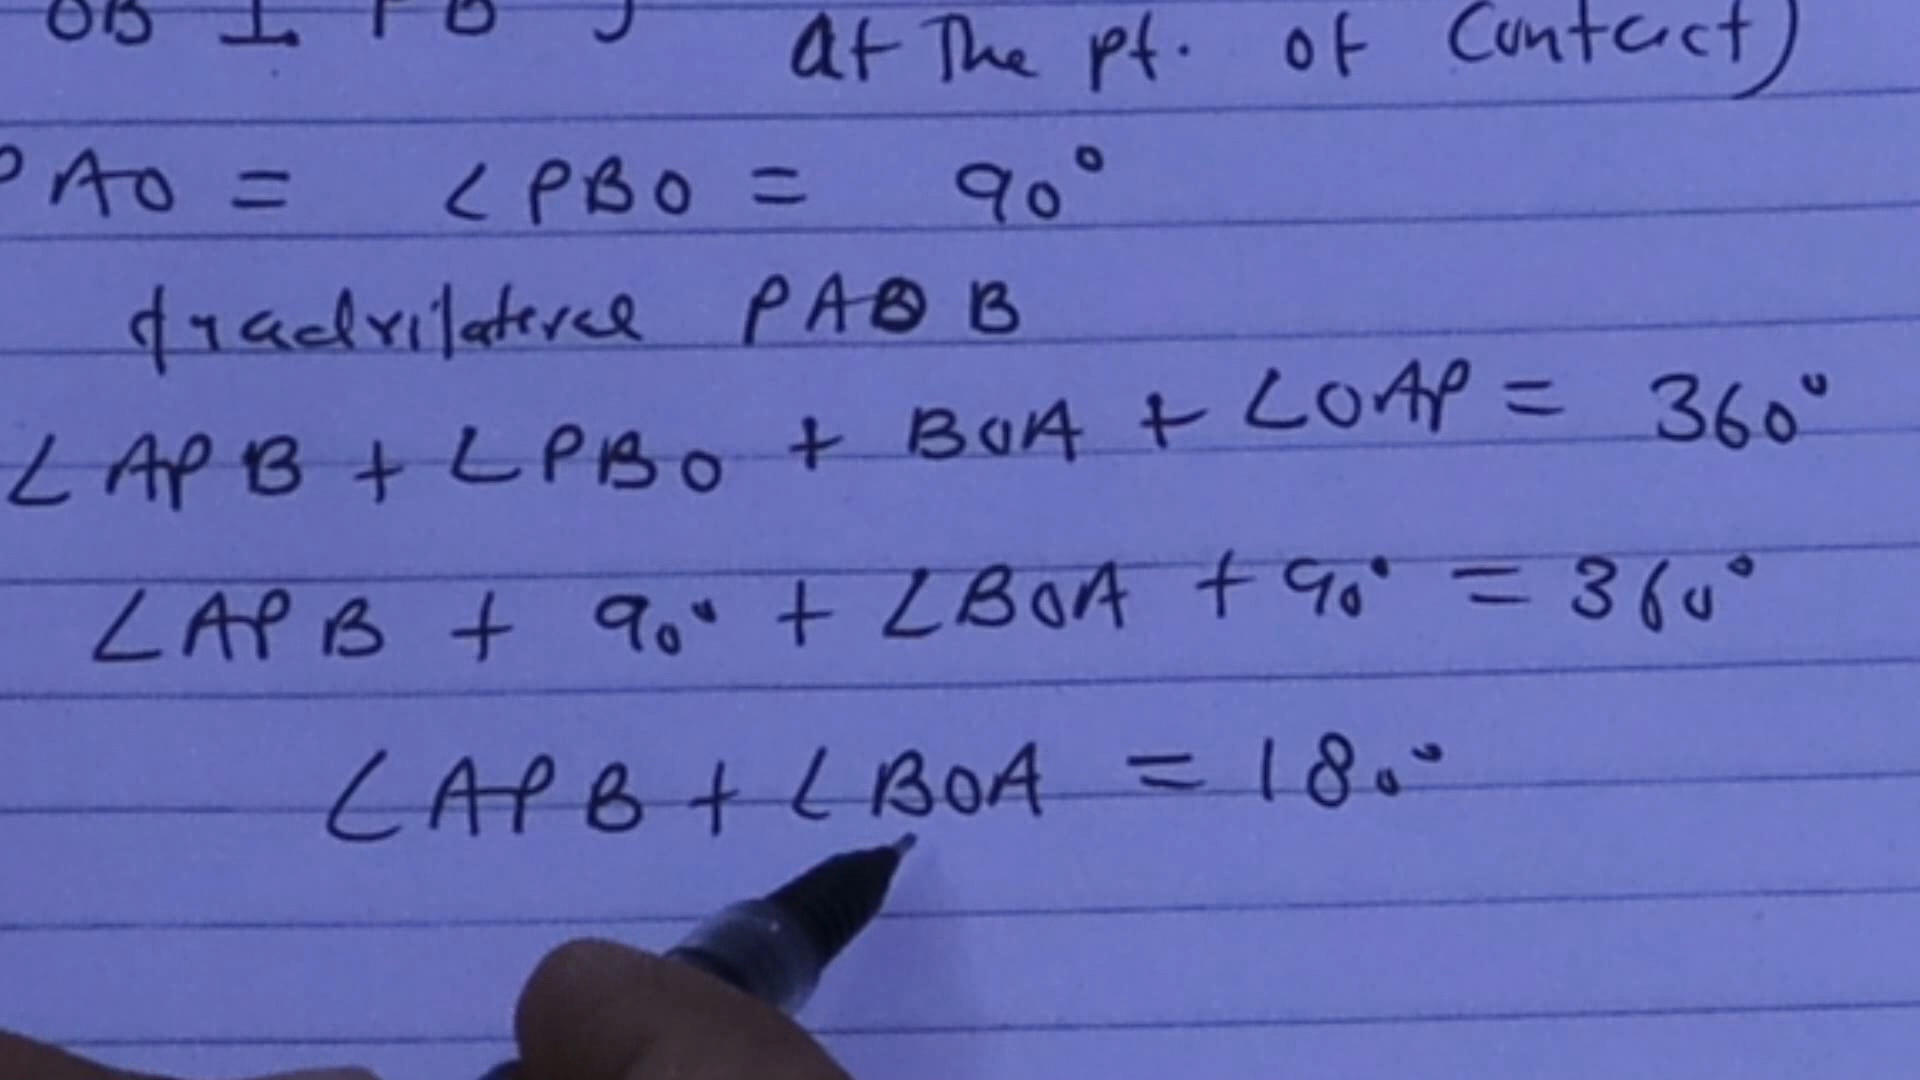 OB ⊥ PB
at The pt. of Contact)
PAO = ∠PBO = 90°
quadrilateral PAOB
∠APB + ∠PBO + BOA + ∠OAP = 360°
∠APB + 90° + ∠BOA + 90° = 360°
∠APB + ∠BOA = 180°